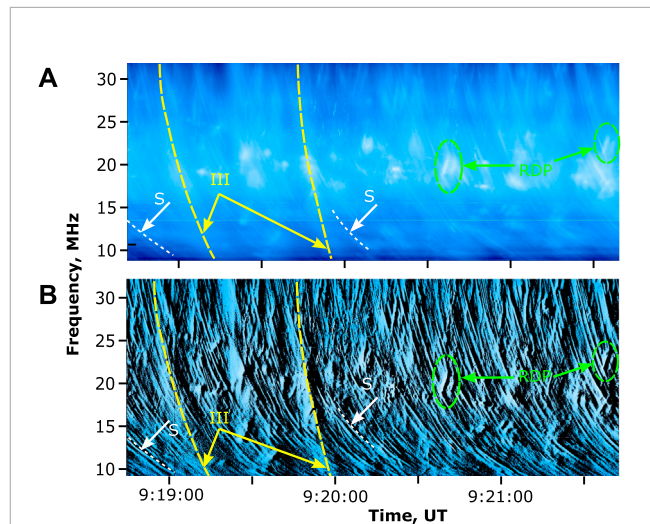 A
30
25
20
15
10
III
S
S
RDP
Frequency, MHz
B
30
25
20
15
10
III
S
S
RDP
9:19:00
9:20:00
9:21:00
Time, UT